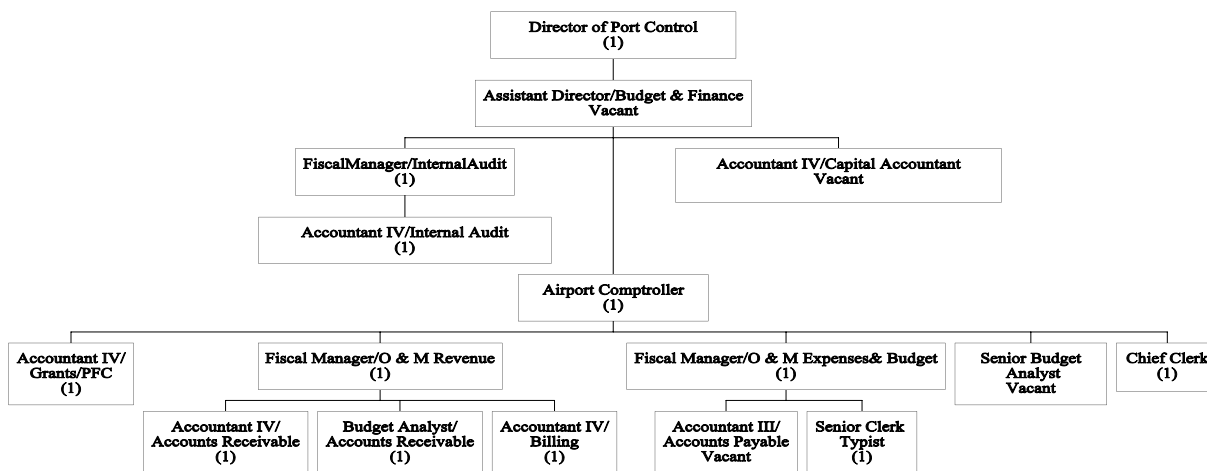 Director of Port Control
(1)
Assistant Director/Budget & Finance
Vacant
FiscalManager/InternalAudit
(1)
Accountant IV/Capital Accountant
Vacant
Accountant IV/Internal Audit
(1)
Airport Comptroller
(1)
Accountant IV/
Grants/PFC
(1)
Fiscal Manager/O & M Revenue
(1)
Fiscal Manager/O & M Expenses& Budget
(1)
Senior Budget
Analyst
Vacant
Chief Clerk
(1)
Accountant IV/
Accounts Receivable
(1)
Budget Analyst/
Accounts Receivable
(1)
Accountant IV/
Billing
(1)
Accountant III/
Accounts Payable
Vacant
Senior Clerk
Typist
(1)